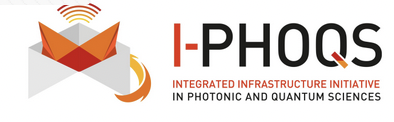 I-PHOQS
INTEGRATED INFRASTRUCTURE INITIATIVE
IN PHOTONIC AND QUANTUM SCIENCES